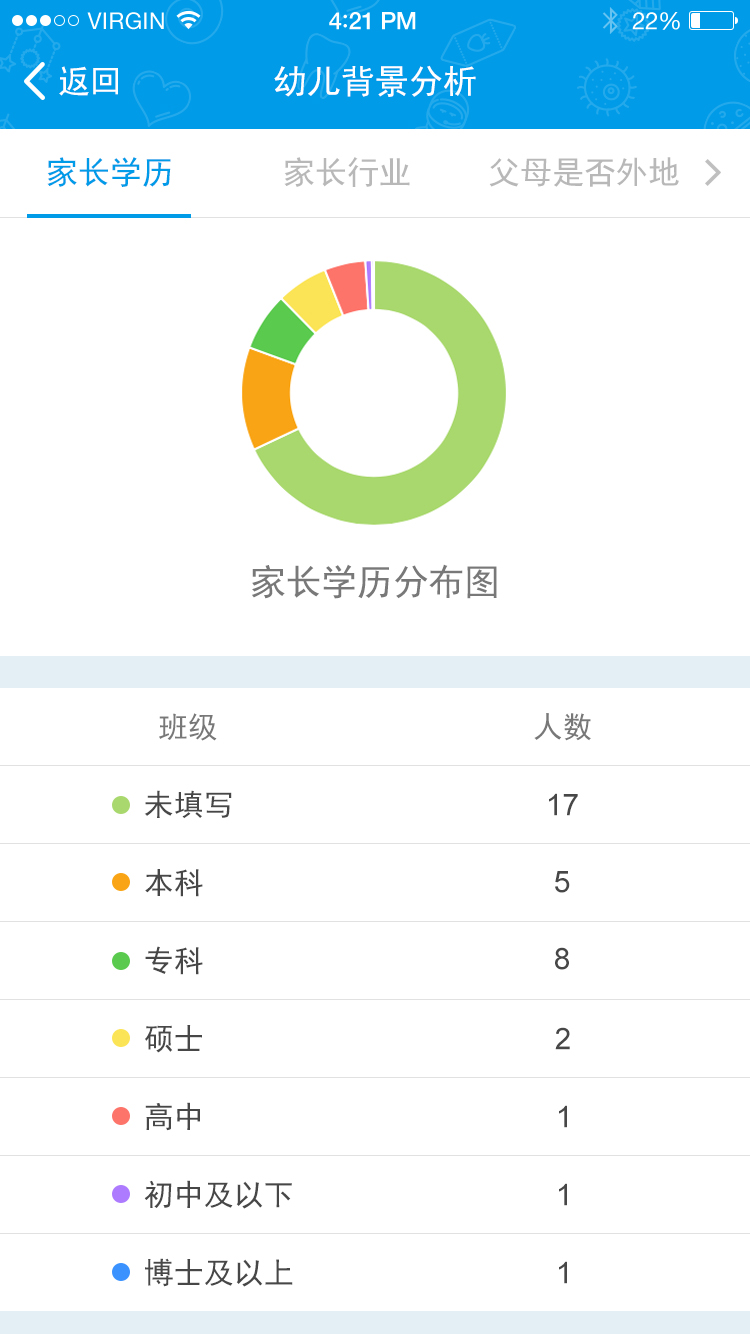 VIRGIN 4:21 PM 22%
返回 幼儿背景分析
家长学历 家长行业 父母是否外地
家长学历分布图
班级 人数
未填写 17
本科 5
专科 8
硕士 2
高中 1
初中及以下 1
博士及以上 1